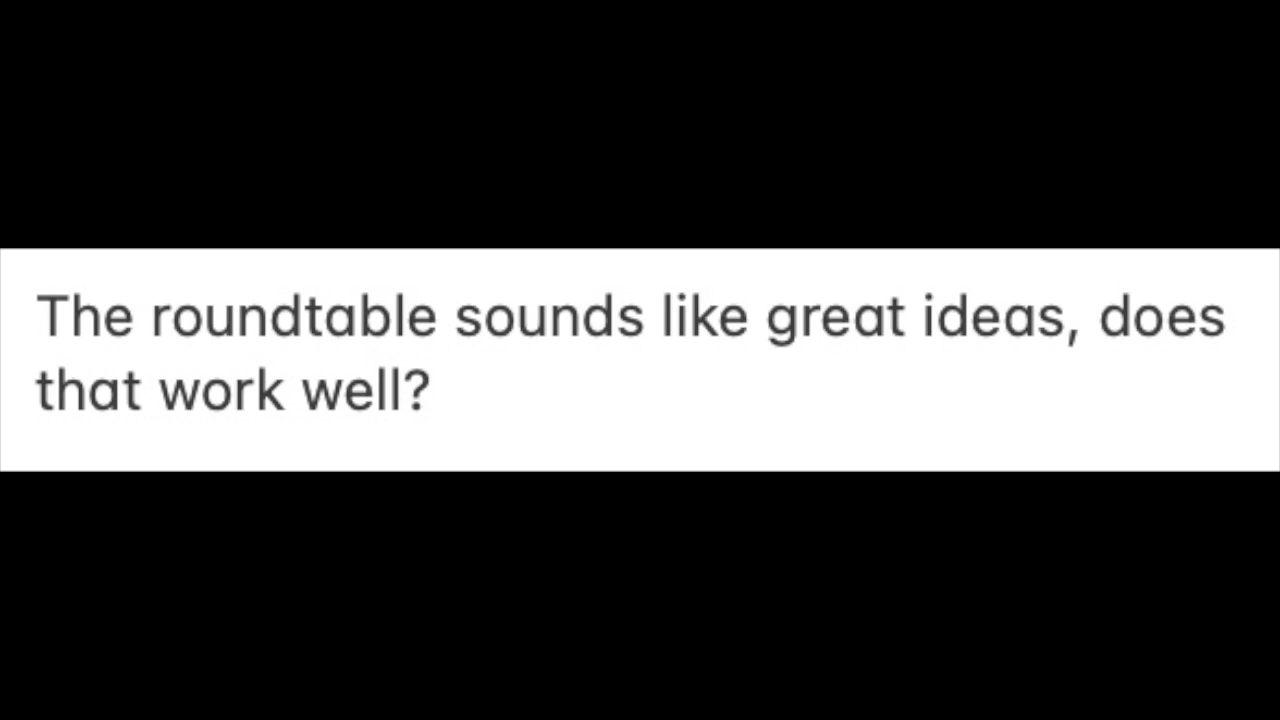 The roundtable sounds like great ideas, does
that work well?